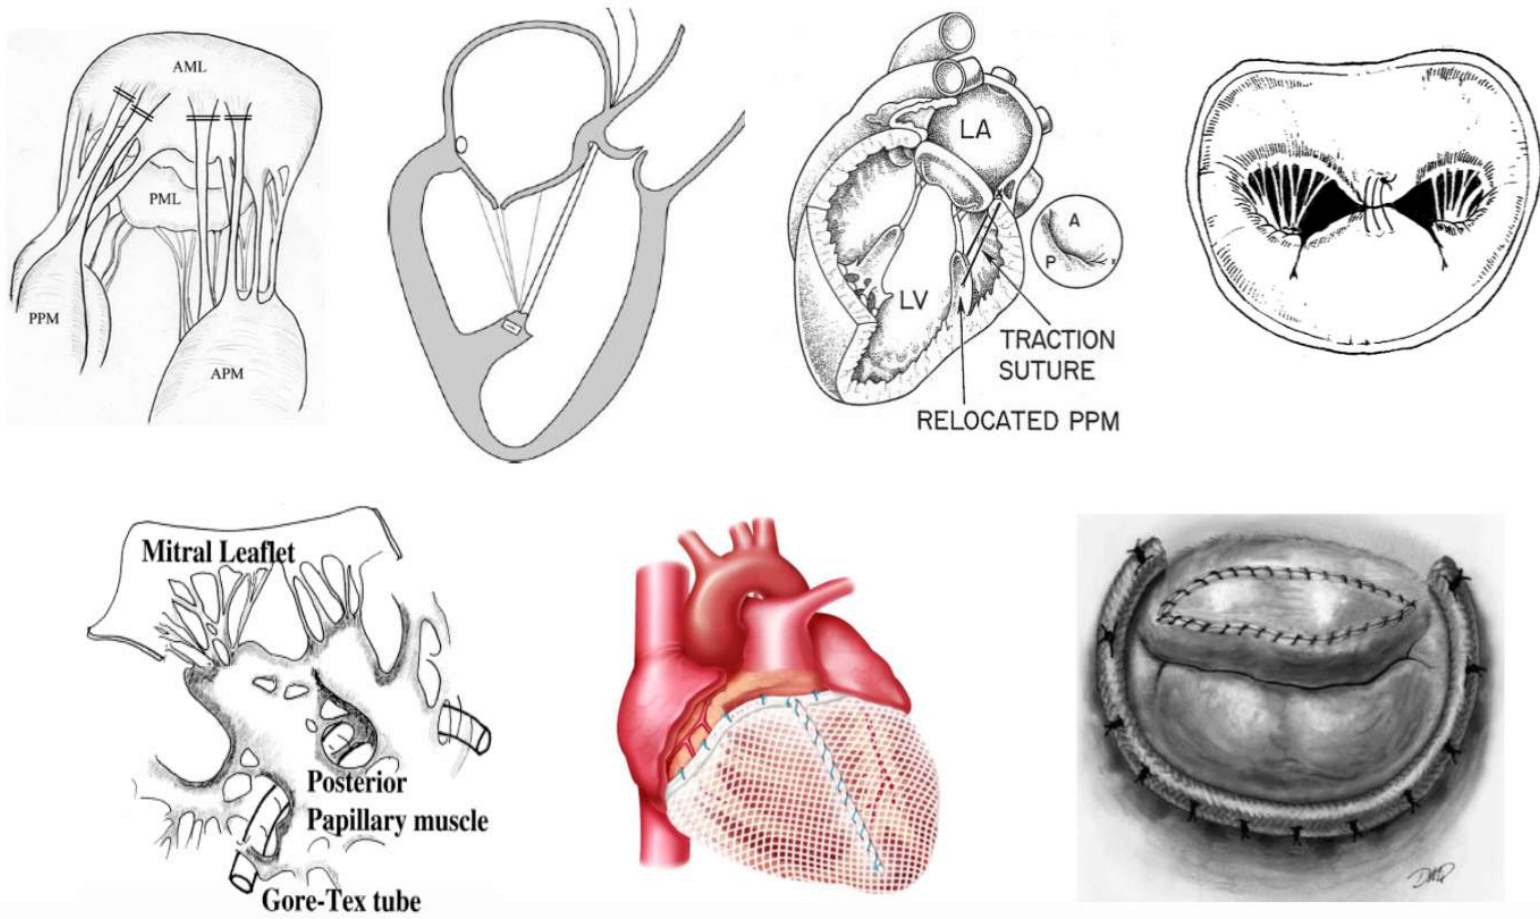 AML
PML
PPM
APM
LA
A
P
LV
TRACTION
SUTURE
RELOCATED PPM
Mitral Leaflet
Posterior
Papillary muscle
Gore-Tex tube